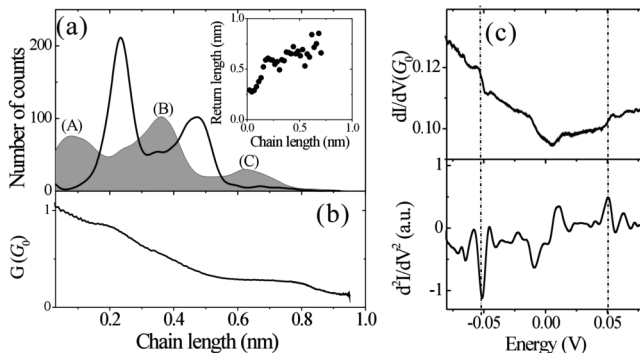 (a)
200
100
0
Number of counts
(A)
(B)
(C)
1.0
0.5
0.0
Return length (nm)
0.0 0.5 1.0
Chain length (nm)
(b)
1
0
G (G0)
0.2 0.4 0.6 0.8 1.0
Chain length (nm)
(c)
0.12
0.10
dI/dV(G0)
1
0
-1
d²I/dV² (a.u.)
-0.05 0.00 0.05
Energy (V)